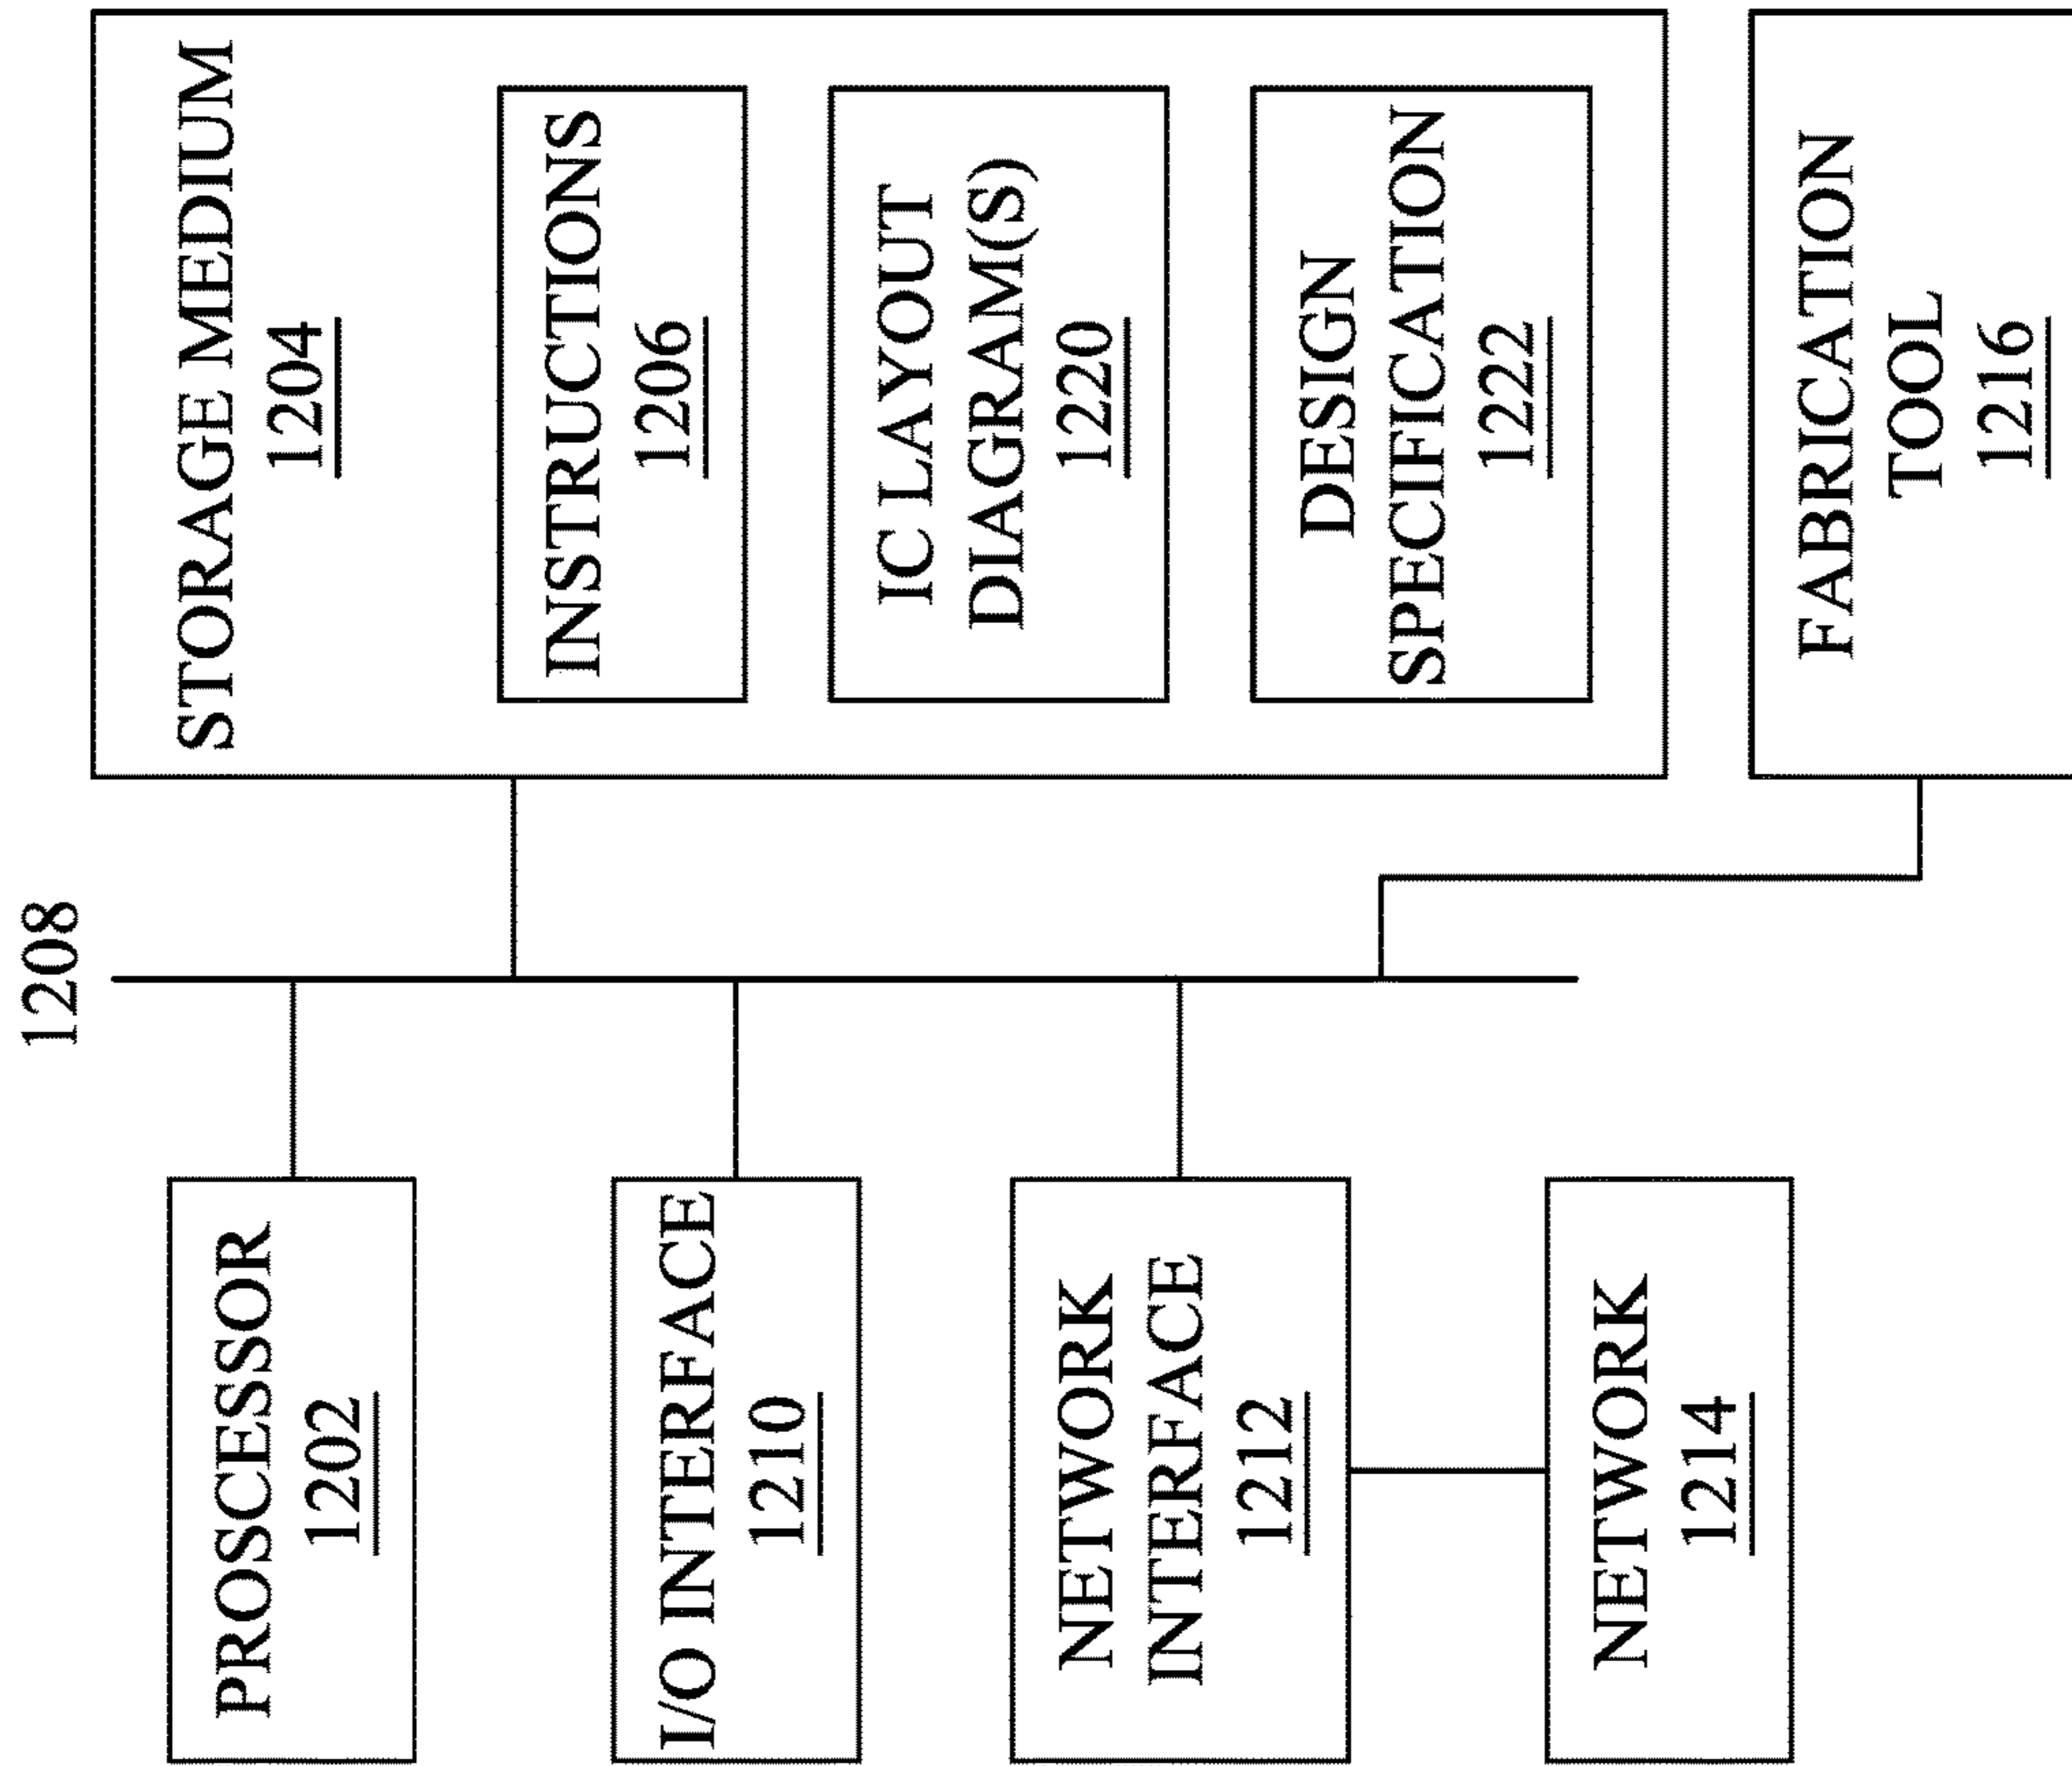 1208
PROSCESSOR
1202
I/O INTERFACE
1210
NETWORK
INTERFACE
1212
NETWORK
1214
STORAGE MEDIUM
1204
INSTRUCTIONS
1206
IC LAYOUT
DIAGRAM(S)
1220
DESIGN
SPECIFICATION
1222
FABRICATION
TOOL
1216